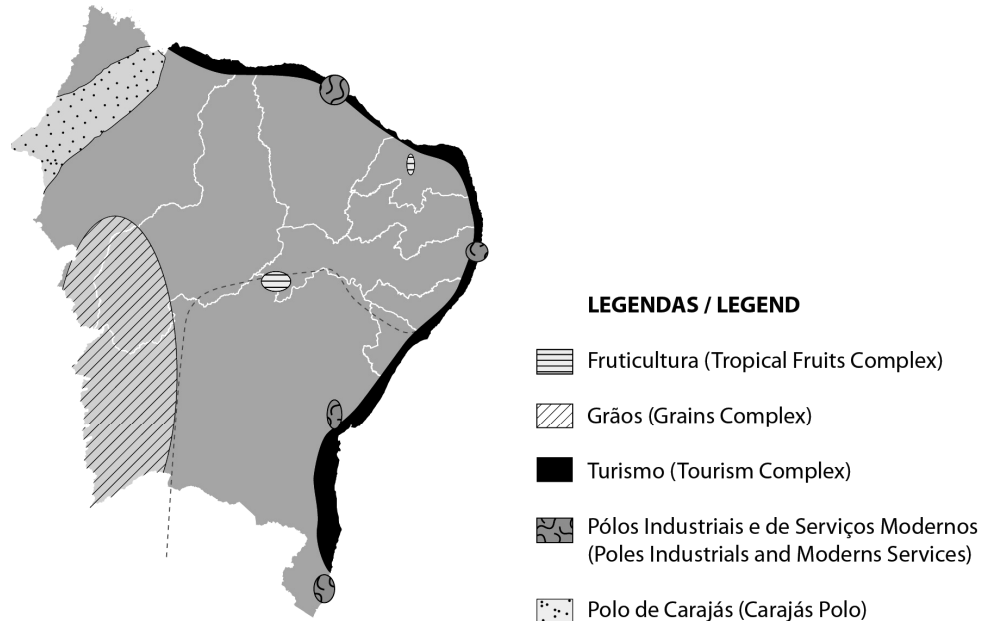 LEGENDAS / LEGEND
Fruticultura (Tropical Fruits Complex)
Grãos (Grains Complex)
Turismo (Tourism Complex)
Pólos Industriais e de Serviços Modernos
(Poles Industrials and Moderns Services)
Polo de Carajás (Carajás Polo)